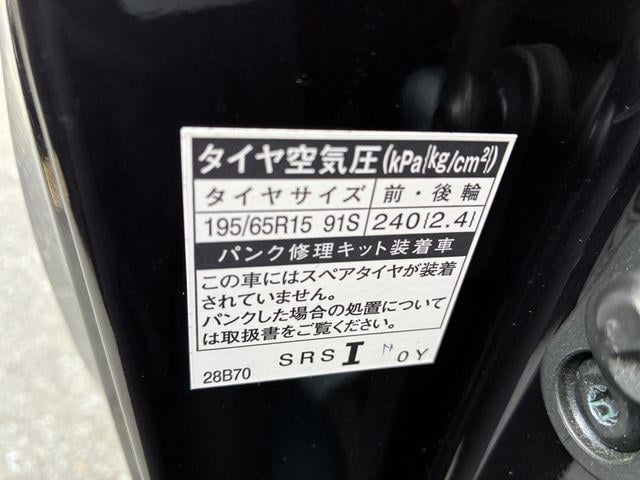 タイヤ空気圧(kPa{kg/cm²})
タイヤサイズ 前・後輪
195/65R15 91S 240{2.4}
パンク修理キット装着車
この車にはスペアタイヤが装着
されていません。
パンクした場合の処置については
は取扱書をご覧ください。
28B70 SRS I 0Y